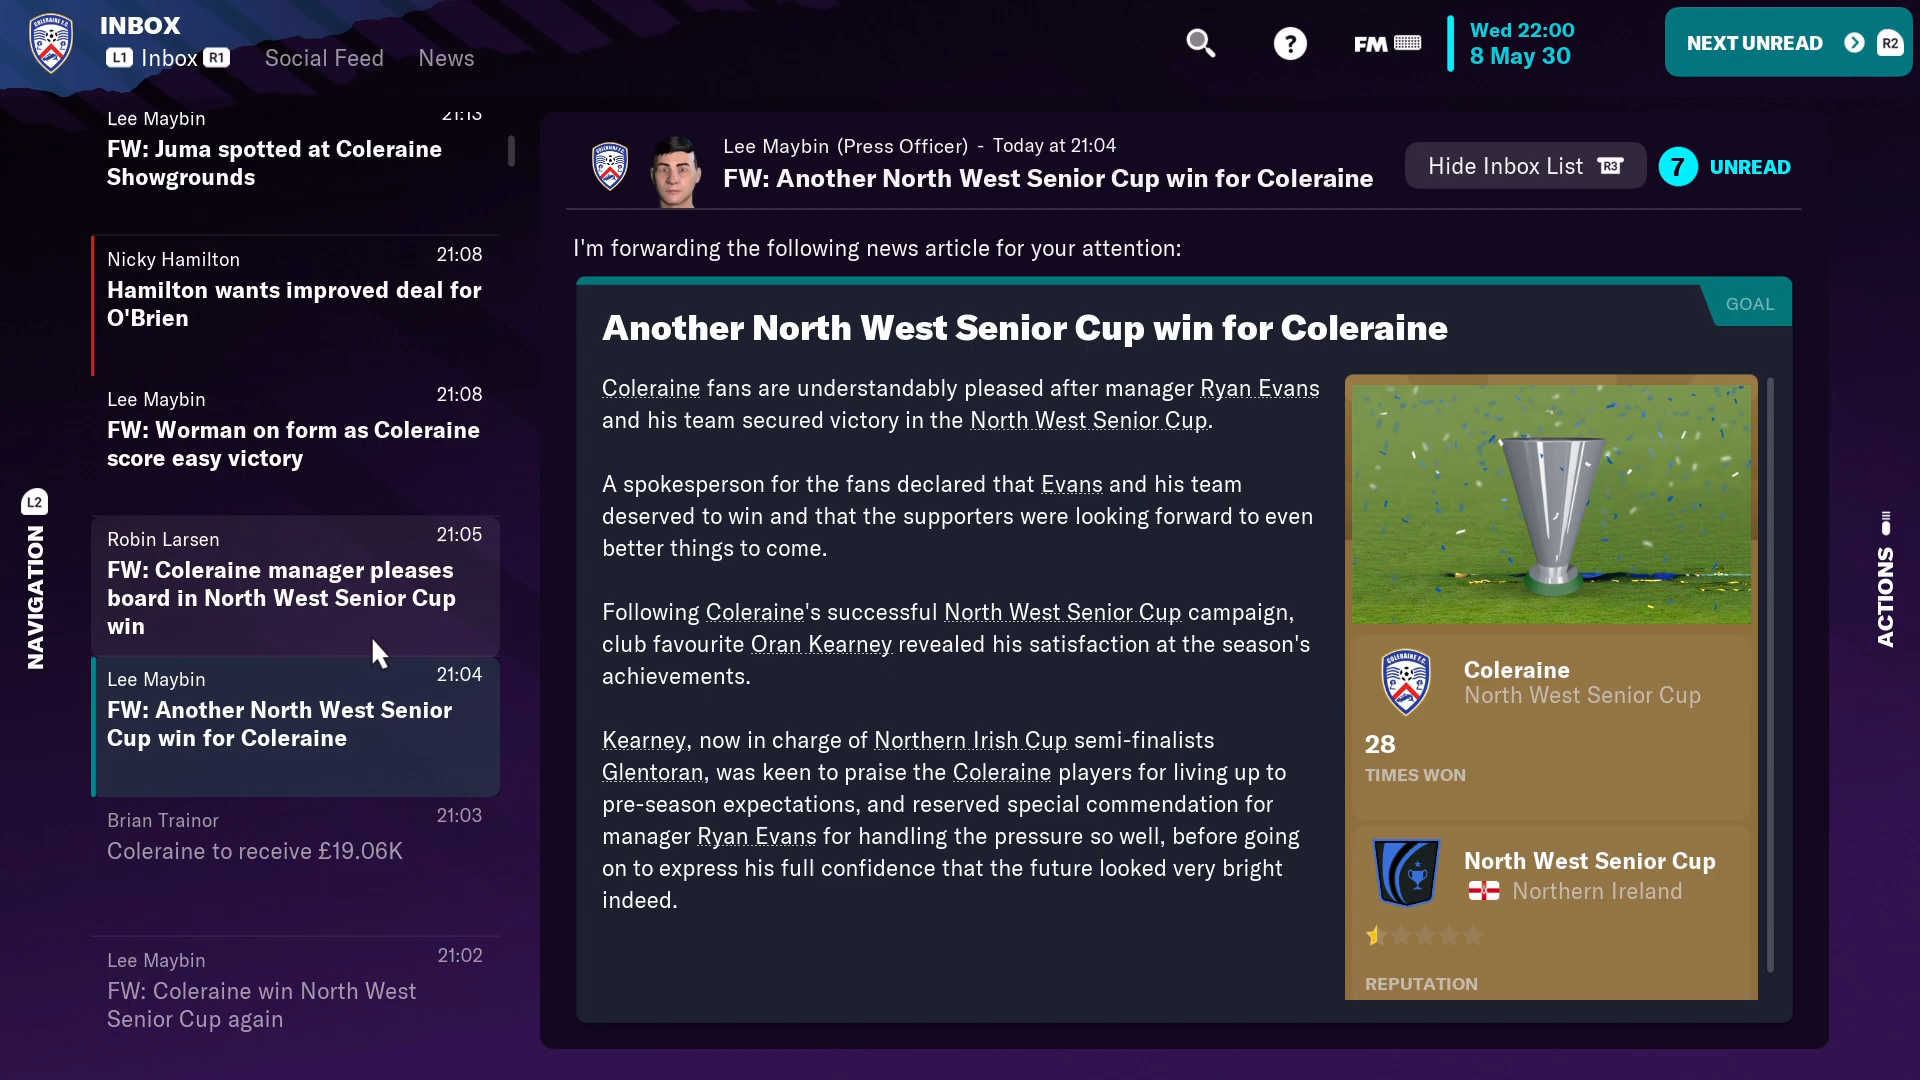 INBOX
L1 Inbox R1 Social Feed News
FM
Wed 22:00
8 May 30
NEXT UNREAD R2
Lee Maybin 21:13
FW: Juma spotted at Coleraine
Showgrounds
Nicky Hamilton 21:08
Hamilton wants improved deal for
O'Brien
Lee Maybin 21:08
FW: Worman on form as Coleraine
score easy victory
Robin Larsen 21:05
FW: Coleraine manager pleases
board in North West Senior Cup
win
Lee Maybin 21:04
FW: Another North West Senior
Cup win for Coleraine
Brian Trainor 21:03
Coleraine to receive £19.06K
Lee Maybin 21:02
FW: Coleraine win North West
Senior Cup again
L2
NAVIGATION
Lee Maybin (Press Officer) - Today at 21:04
FW: Another North West Senior Cup win for Coleraine
Hide Inbox List R3
7 UNREAD
I'm forwarding the following news article for your attention:
GOAL
Another North West Senior Cup win for Coleraine
Coleraine fans are understandably pleased after manager Ryan Evans
and his team secured victory in the North West Senior Cup.
A spokesperson for the fans declared that Evans and his team
deserved to win and that the supporters were looking forward to even
better things to come.
Following Coleraine's successful North West Senior Cup campaign,
club favourite Oran Kearney revealed his satisfaction at the season's
achievements.
Kearney, now in charge of Northern Irish Cup semi-finalists
Glentoran, was keen to praise the Coleraine players for living up to
pre-season expectations, and reserved special commendation for
manager Ryan Evans for handling the pressure so well, before going
on to express his full confidence that the future looked very bright
indeed.
COLERAINE F.C.
Coleraine
North West Senior Cup
28
TIMES WON
North West Senior Cup
Northern Ireland
REPUTATION
ACTIONS